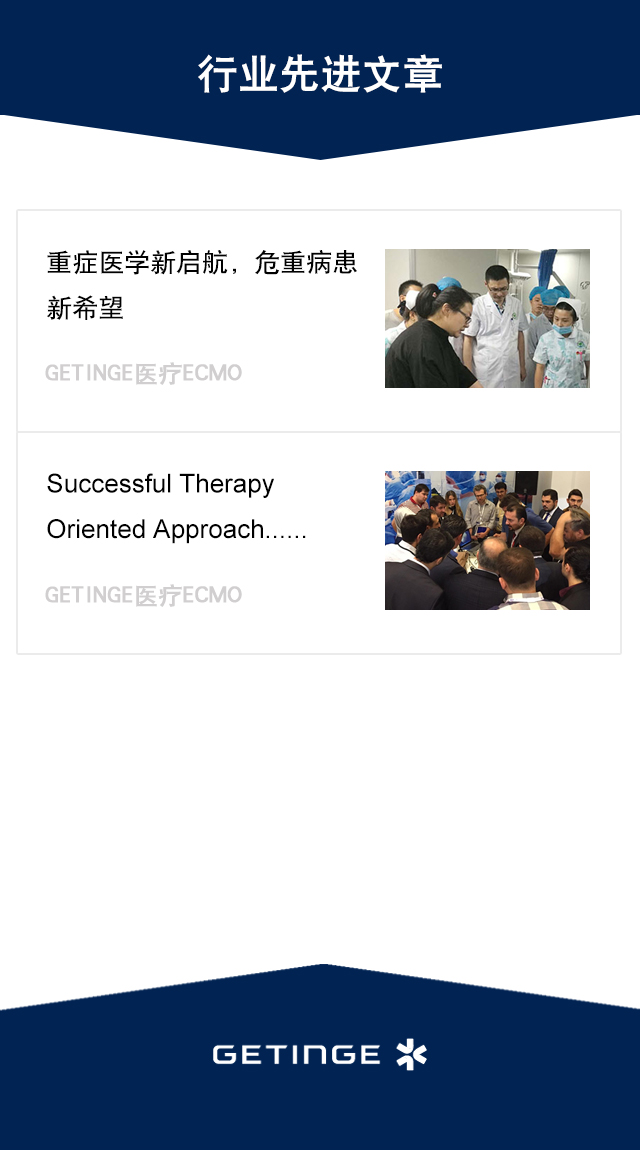 行业先进文章
重症医学新启航，危重病患
新希望
GETINGE医疗ECMO
Successful Therapy
Oriented Approach......
GETINGE医疗ECMO
GETINGE